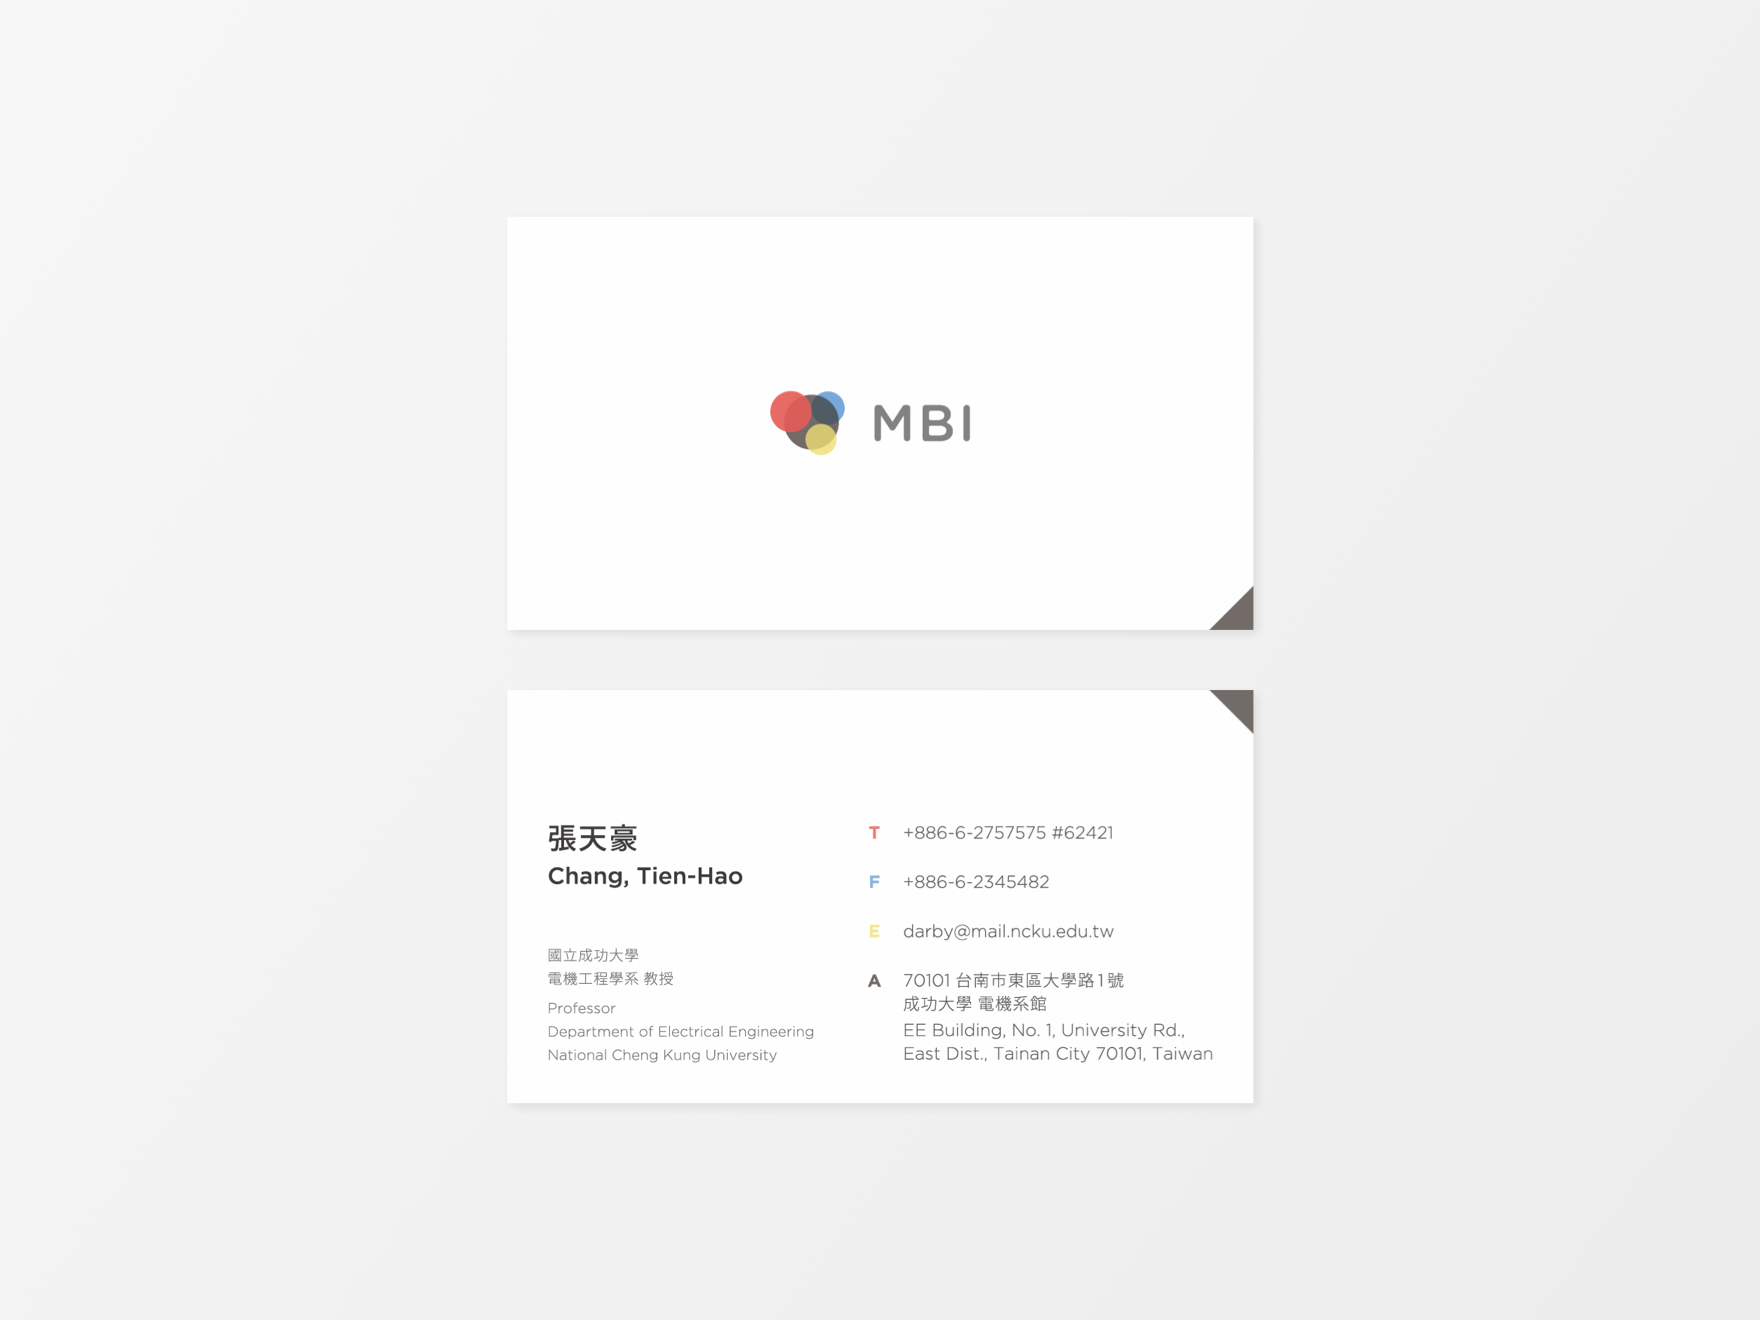 MBI
張天豪
Chang, Tien-Hao
國立成功大學
電機工程學系 教授
Professor
Department of Electrical Engineering
National Cheng Kung University
T +886-6-2757575 #62421
F +886-6-2345482
E darby@mail.ncku.edu.tw
A 70101 台南市東區大學路1號
成功大學 電機系館
EE Building, No. 1, University Rd.,
East Dist., Tainan City 70101, Taiwan